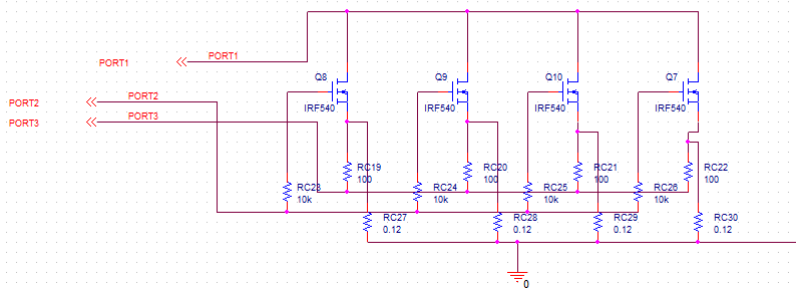 PORT1
PORT1
PORT2
PORT2
PORT3
PORT3
Q8
IRF540
Q9
IRF540
Q10
IRF540
Q7
IRF540
RC19
100
RC20
100
RC21
100
RC22
100
RC23
10k
RC24
10k
RC25
10k
RC26
10k
RC27
0.12
RC28
0.12
RC29
0.12
RC30
0.12
0